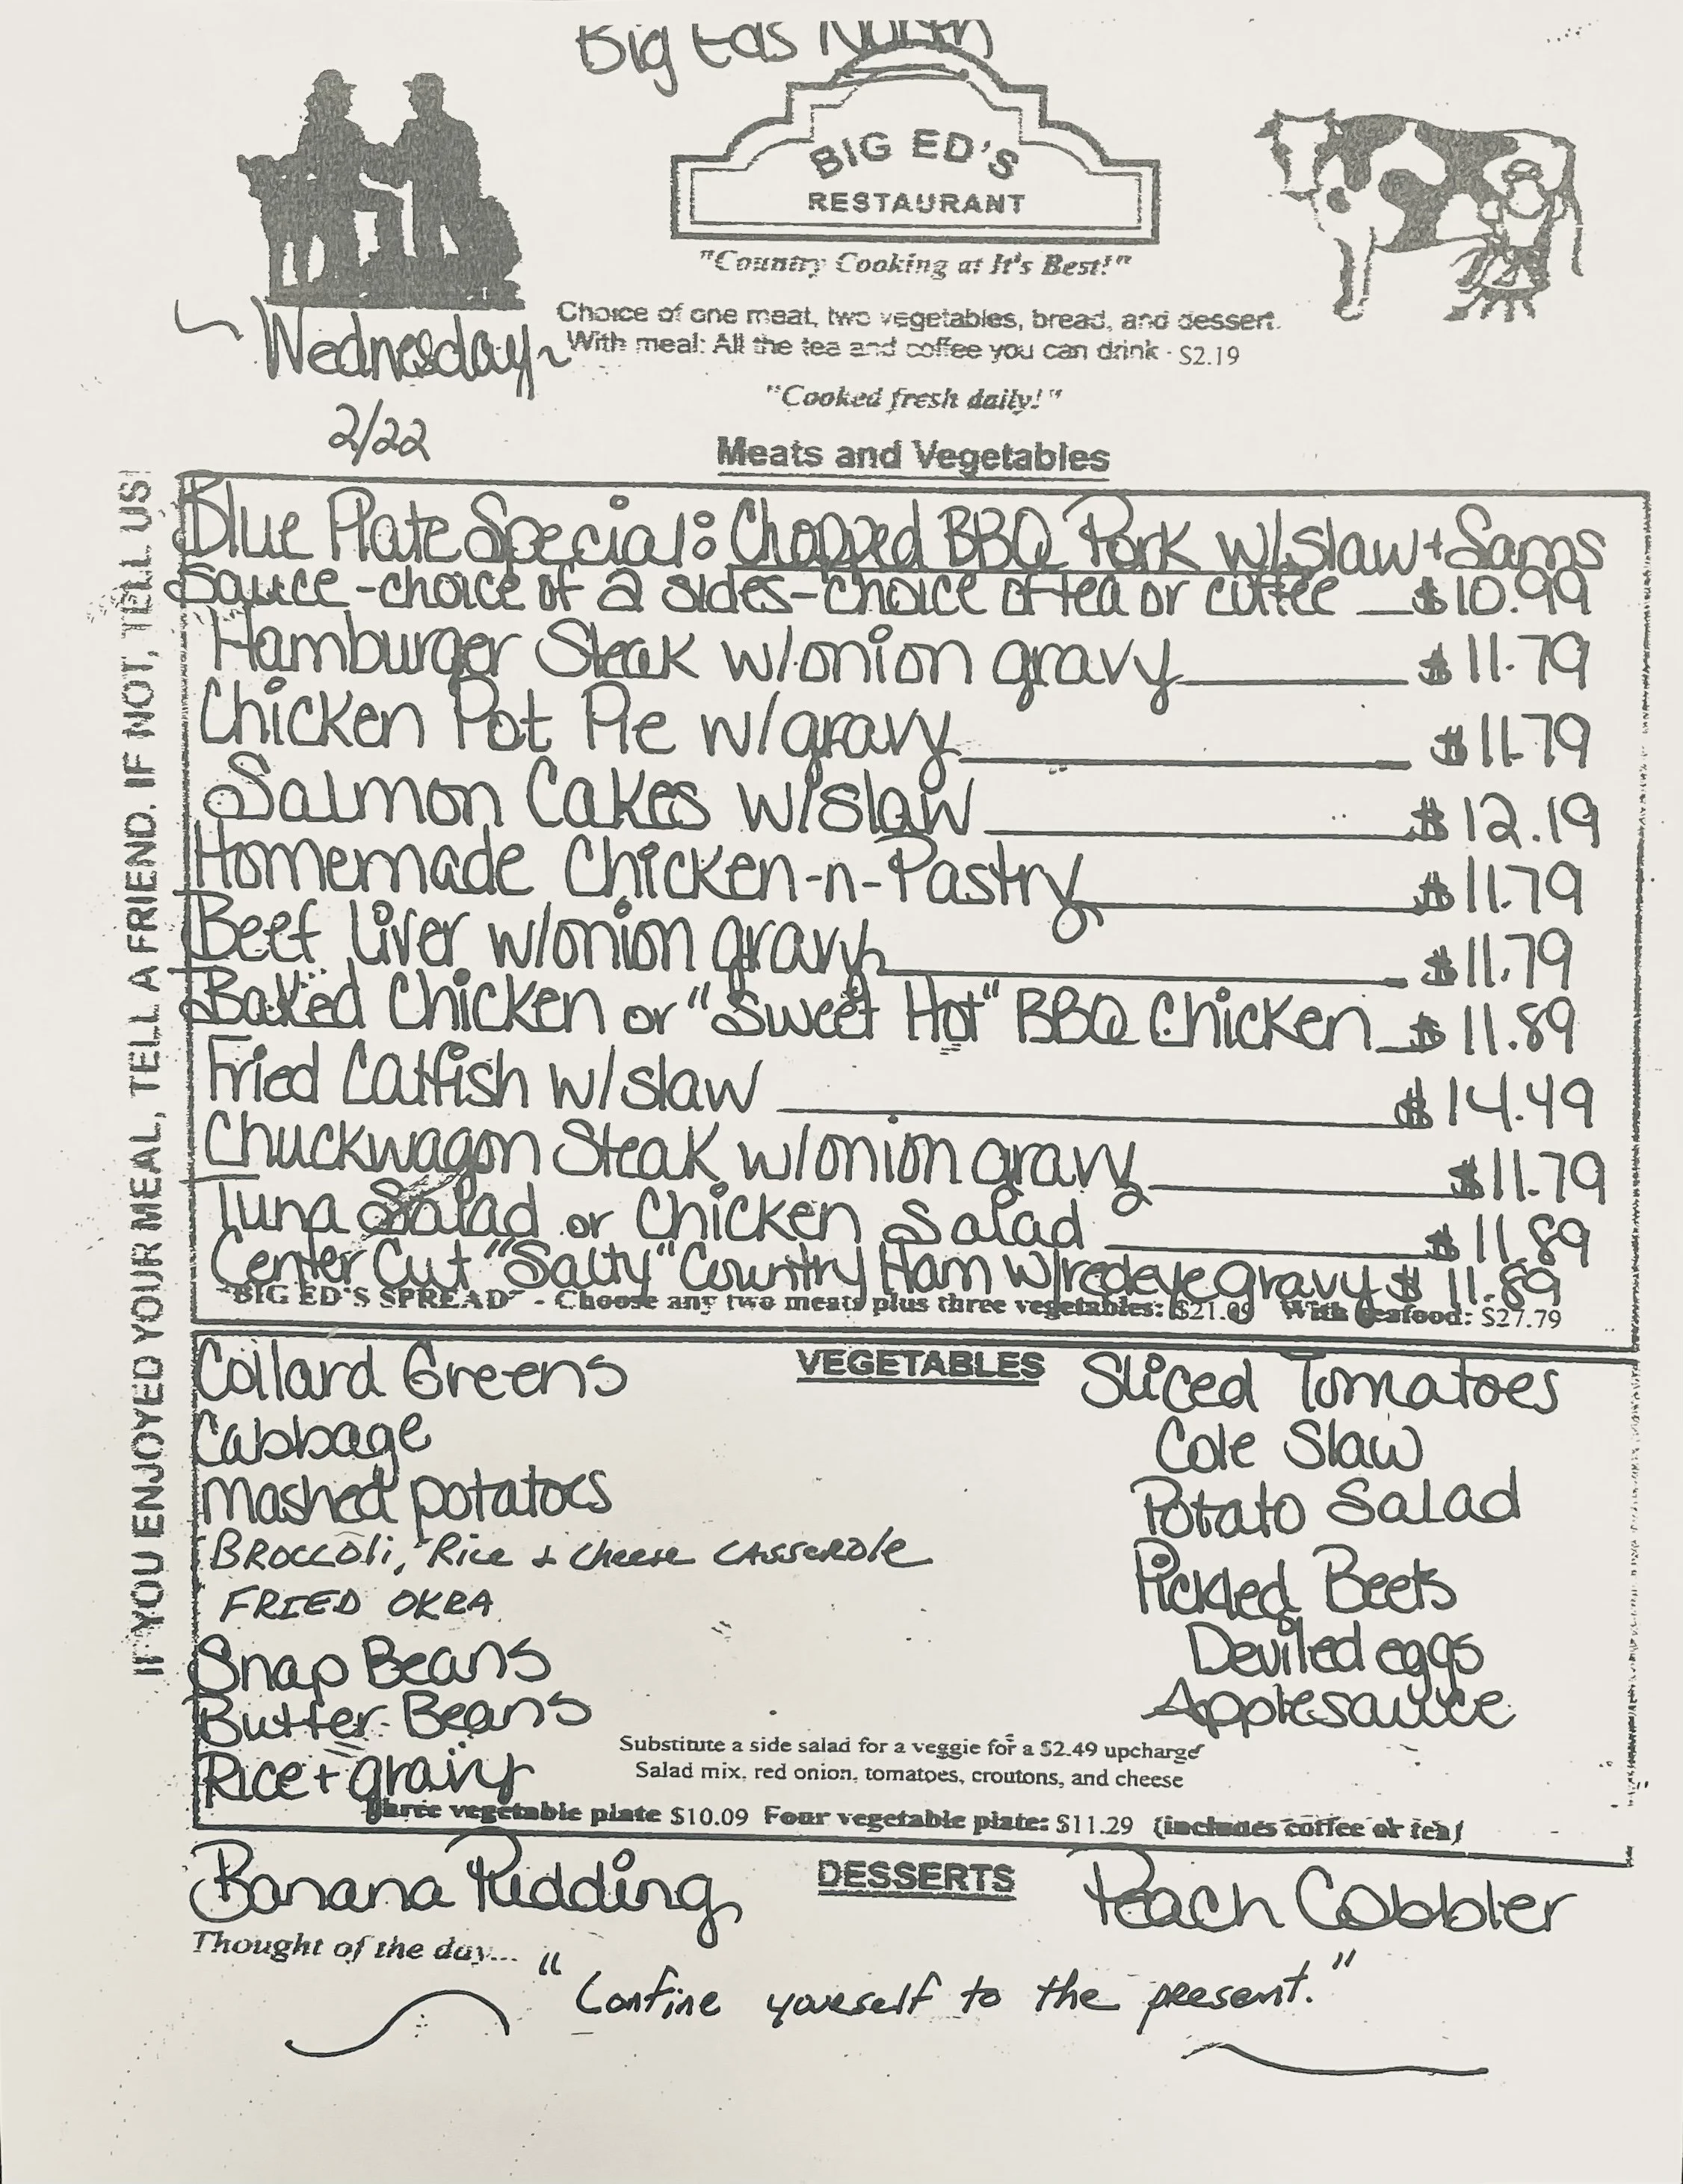 Big Eds North
BIG ED'S
RESTAURANT
"Country Cooking at It's Best!"
Choice of one meat, two vegetables, bread, and dessert.
With meal: All the tea and coffee you can drink - $2.19
Wednesday
"Cooked fresh daily!"
2/22
Meats and Vegetables
IF YOU ENJOYED YOUR MEAL, TELL A FRIEND. IF NOT, TELL US!
Blue Plate Special: Chopped BBQ Pork w/slaw + Sams
Sauce - choice of 2 sides - choice of tea or coffee $10.99
Hamburger Steak w/onion gravy $11.79
Chicken Pot Pie w/gravy $11.79
Salmon Cakes w/slaw $12.19
Homemade Chicken-n-Pastry $11.79
Beef Liver w/onion gravy $11.79
Baked Chicken or "Sweet Hot" BBQ Chicken $11.89
Fried Catfish w/slaw $14.49
Chuckwagon Steak w/onion gravy $11.79
Tuna Salad or Chicken Salad $11.89
Center Cut "Salty" Country Ham w/redeye gravy $11.89
"BIG ED'S SPREAD" - Choose any two meats plus three vegetables: $21.09 With seafood: $27.79
VEGETABLES
Collard Greens
Cabbage
Mashed potatoes
BROCCOLi, Rice + Cheese CASSEROLE
FRIED OKRA
Snap Beans
Butter Beans
Rice + gravy
Sliced Tomatoes
Cole Slaw
Potato Salad
Pickled Beets
Deviled eggs
Applesauce
Substitute a side salad for a veggie for a $2.49 upcharge
Salad mix, red onion, tomatoes, croutons, and cheese
Three vegetable plate $10.09 Four vegetable plate: $11.29 (includes coffee or tea)
DESSERTS
Banana Pudding
Peach Cobbler
Thought of the day...
"Confine yourself to the present."